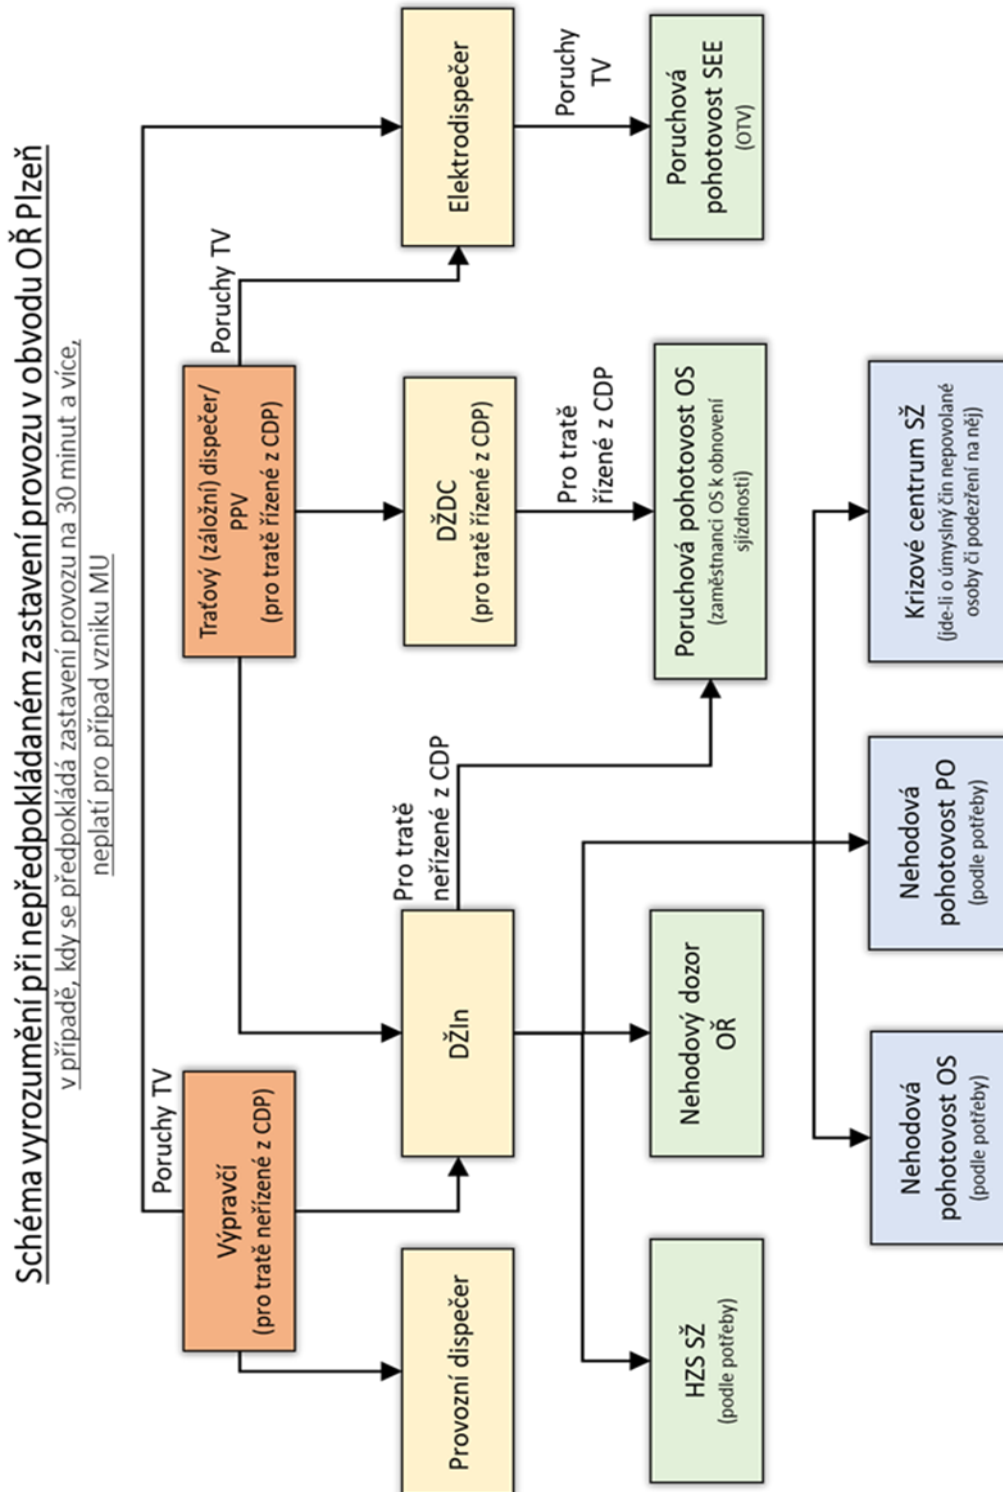 Schéma vyrozumění při nepředpokládaném zastavení provozu v obvodu OŘ Plzeň
v případě, kdy se předpokládá zastavení provozu na 30 minut a více,
neplatí pro případ vzniku MU
Poruchy TV
Výpravčí
(pro tratě neřízené z CDP)
Traťový (záložní) dispečer/
PPV
(pro tratě řízené z CDP)
Poruchy TV
Provozní dispečer
DŽIn
Pro tratě
neřízené z CDP
DŽDC
(pro tratě řízené z CDP)
Elektrodispečer
Pro tratě
řízené z CDP
Poruchy
TV
HZS SŽ
(podle potřeby)
Nehodový dozor
OŘ
Poruchová pohotovost OS
(zaměstnanci OS k obnovení
sjízdnosti)
Poruchová
pohotovost SEE
(OTV)
Nehodová
pohotovost OS
(podle potřeby)
Nehodová
pohotovost PO
(podle potřeby)
Krizové centrum SŽ
(jde-li o úmyslný čin nepovolané
osoby či podezření na něj)